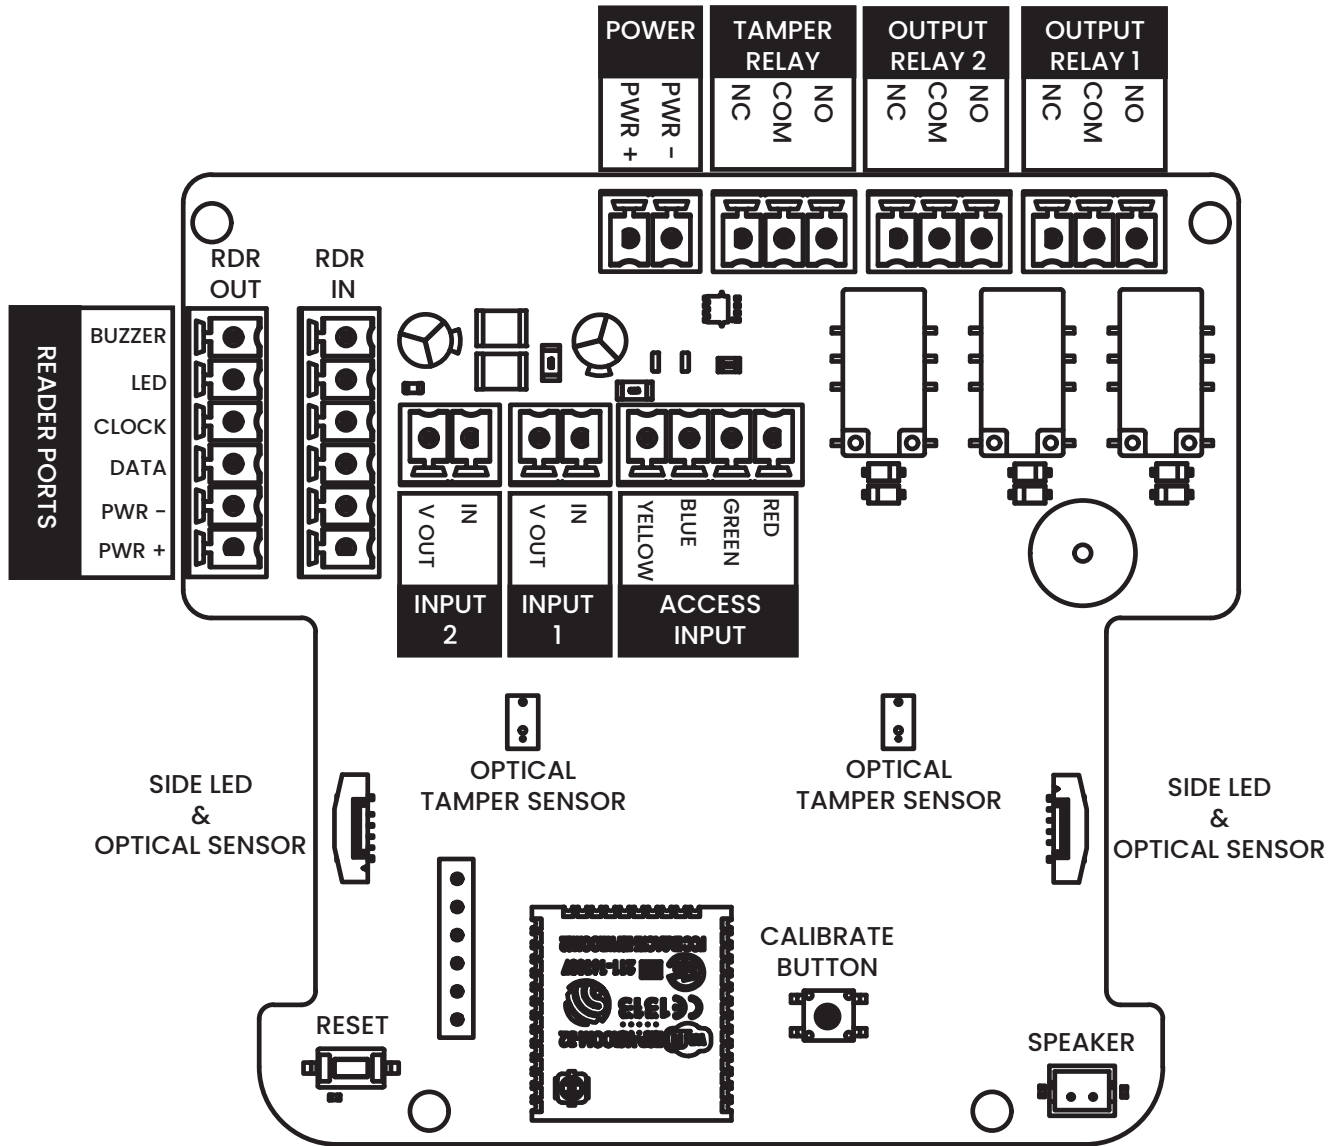 POWER
PWR +
PWR -
TAMPER
RELAY
NC
COM
NO
OUTPUT
RELAY 2
NC
COM
NO
OUTPUT
RELAY 1
NC
COM
NO
RDR
OUT
RDR
IN
READER PORTS
BUZZER
LED
CLOCK
DATA
PWR -
PWR +
V OUT
IN
INPUT
2
V OUT
IN
INPUT
1
YELLOW
BLUE
GREEN
RED
ACCESS
INPUT
OPTICAL
TAMPER SENSOR
OPTICAL
TAMPER SENSOR
SIDE LED
&
OPTICAL SENSOR
SIDE LED
&
OPTICAL SENSOR
CALIBRATE
BUTTON
RESET
SPEAKER
CE1313